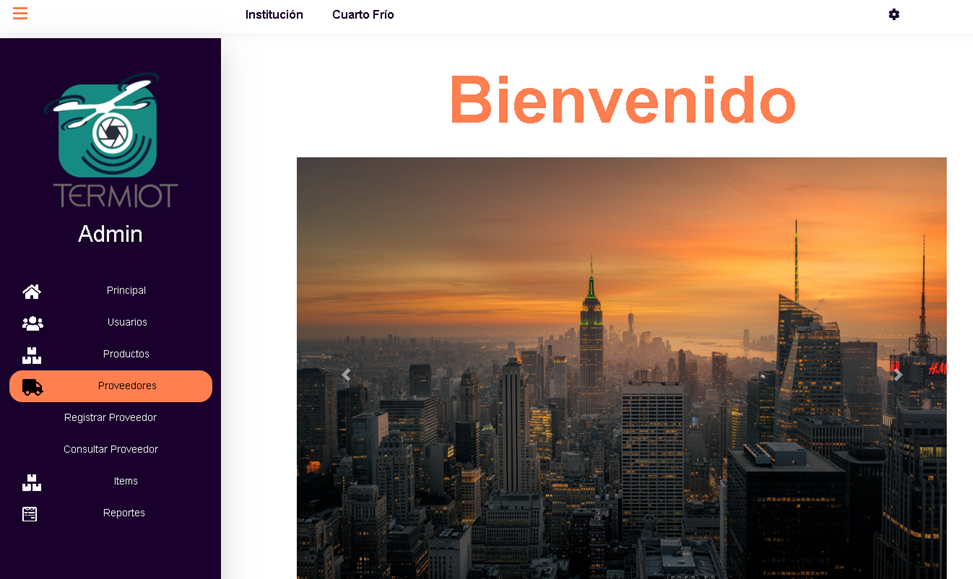 Institución
Cuarto Frío
Bienvenido
TERMIOT
Admin
Principal
Usuarios
Productos
Proveedores
Registrar Proveedor
Consultar Proveedor
Items
Reportes
H&M